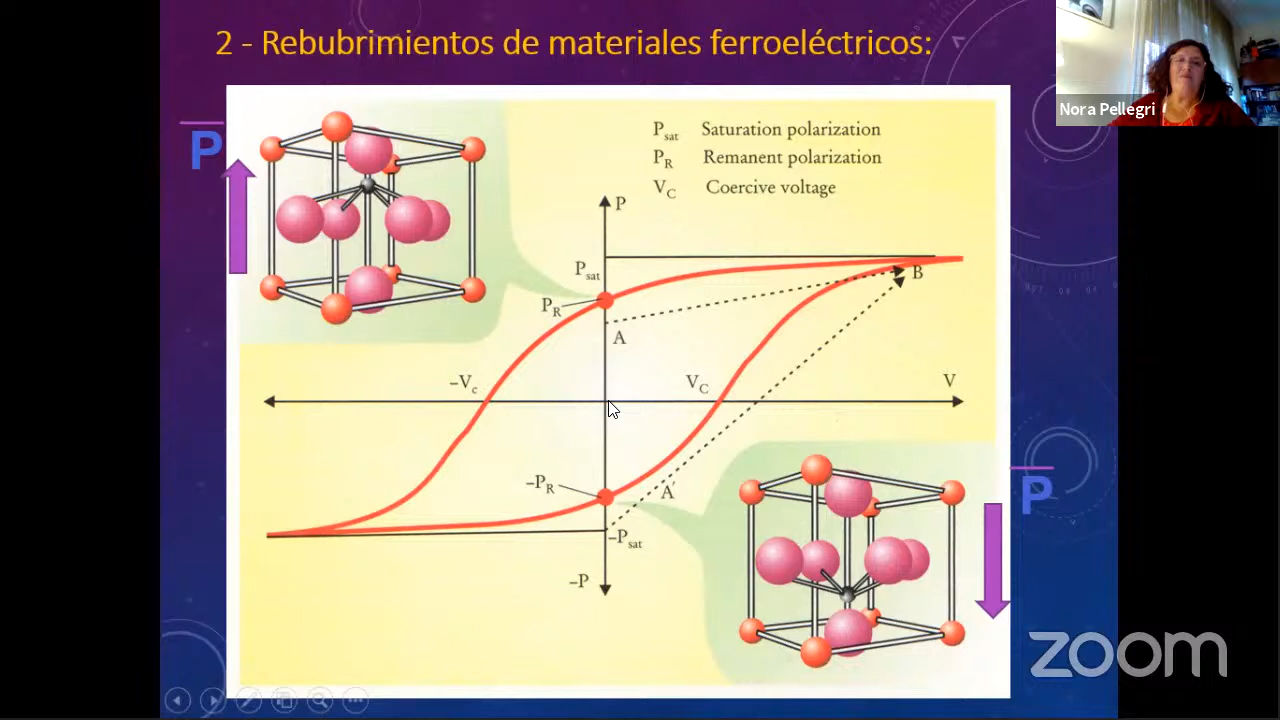 2 - Rebubrimientos de materiales ferroeléctricos:
Nora Pellegri
P
Psat Saturation polarization
PR Remanent polarization
VC Coercive voltage
P
Psat
B
PR
A
–Vc
VC
V
–PR
A'
P
–Psat
–P
zoom